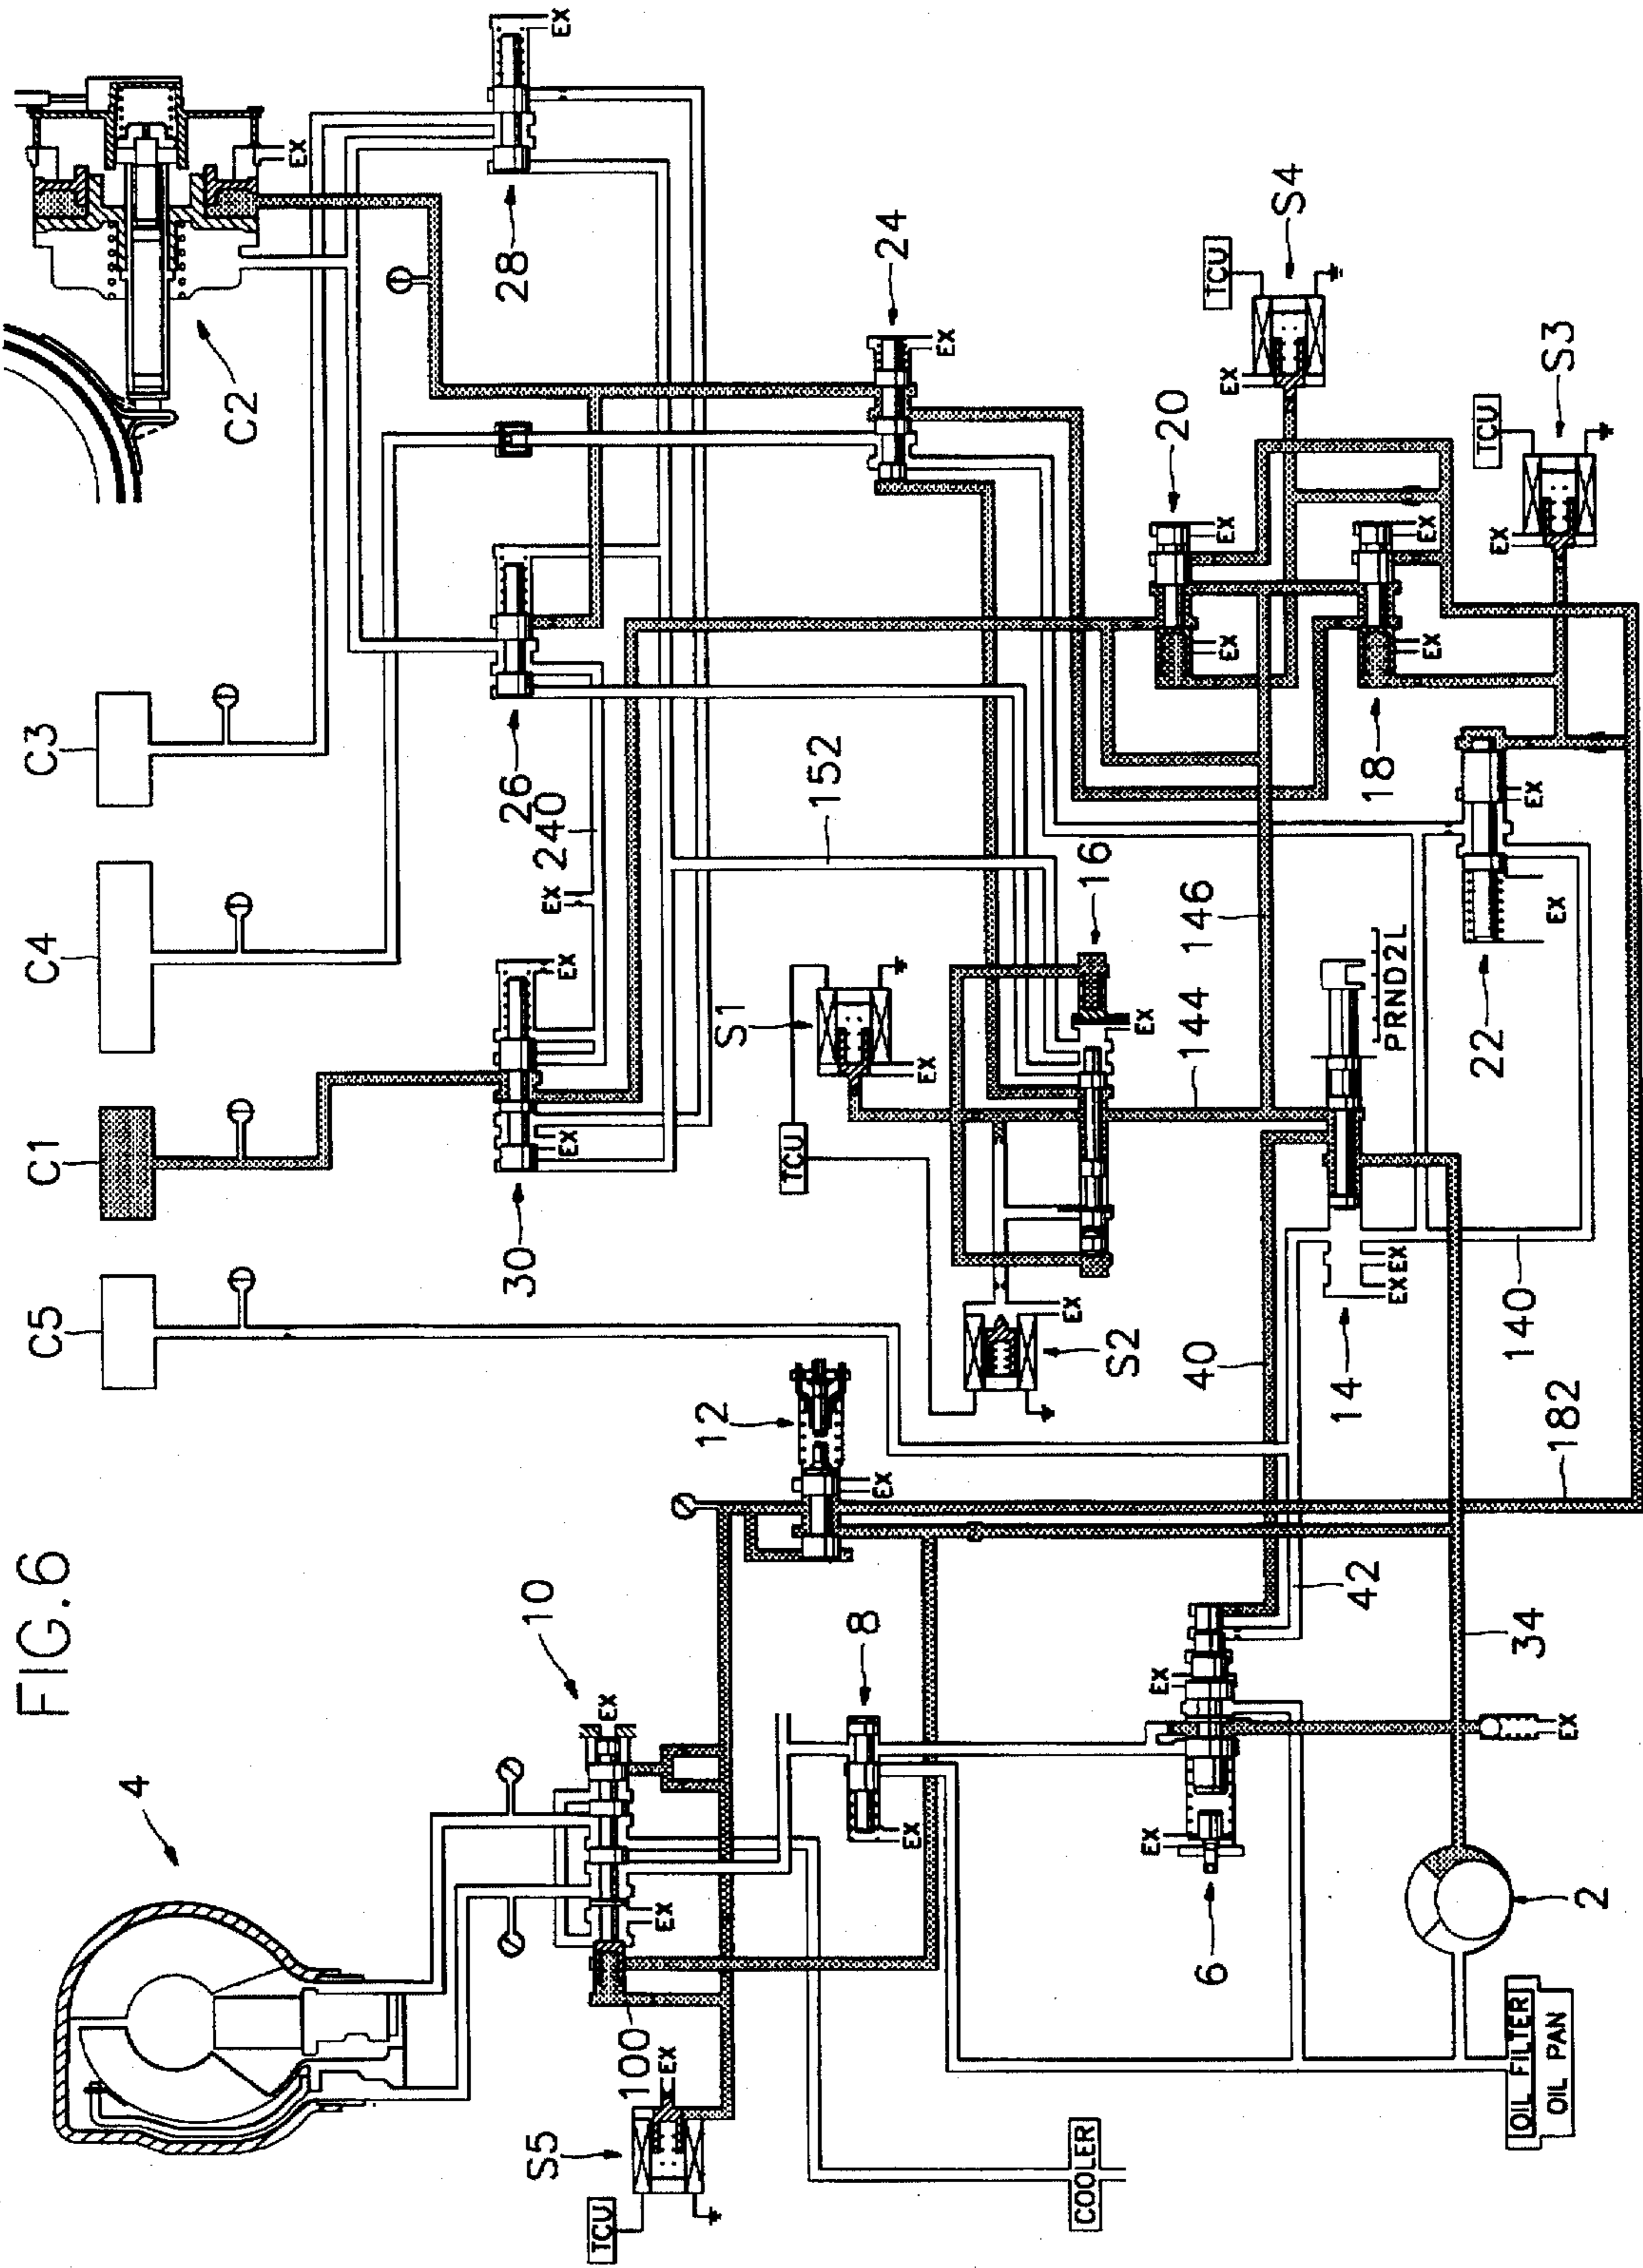 FIG.6
C5
C1
C4
C3
4
C2
EX
30
26
28
S5
10
240
EX
EX
EX
EX
TCU
EX
100
EX
EX
12
S1
TCU
152
8
EX
24
EX
EX
EX
EX
COOLER
16
S2
EX
EX
EX
40
144
146
20
6
TCU
EX
EX
EX
S4
14
42
18
PRND2L
EXEXEX
EX
EX
22
TCU
EX
OIL FILTER
34
140
EX
OIL PAN
EX
182
EX
S3
2